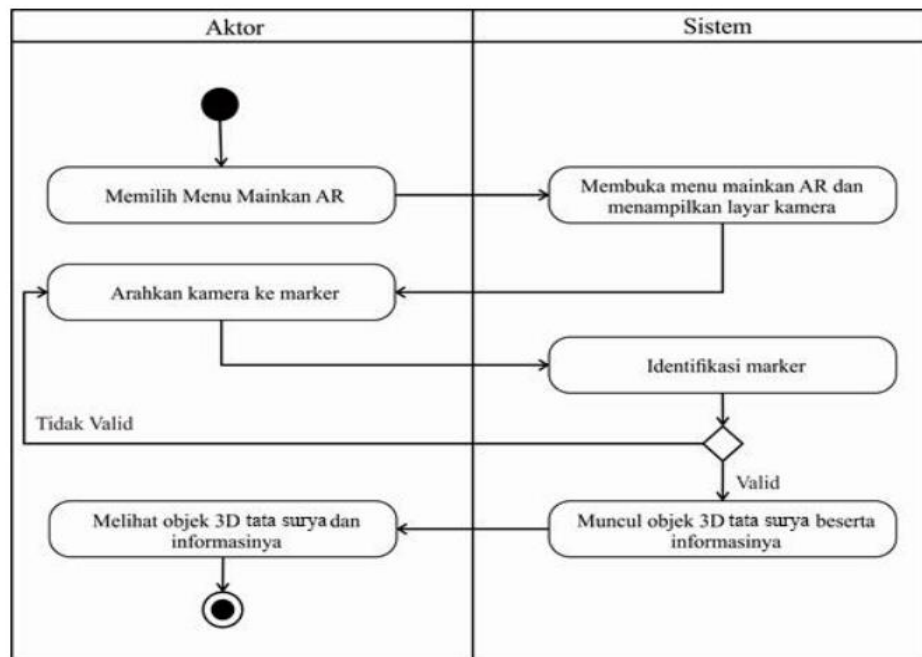 Aktor
Sistem
Memilih Menu Mainkan AR
Membuka menu mainkan AR dan
menampilkan layar kamera
Arahkan kamera ke marker
Identifikasi marker
Tidak Valid
Valid
Muncul objek 3D tata surya beserta
informasinya
Melihat objek 3D tata surya dan
informasinya